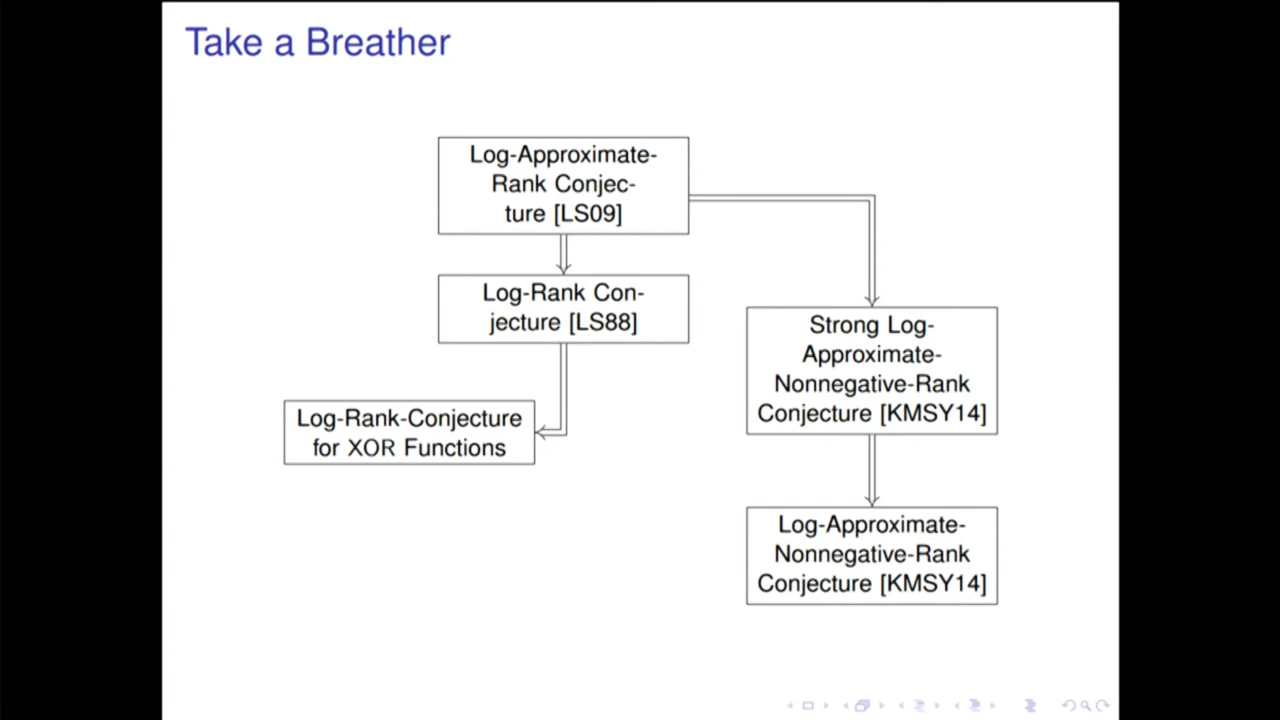 Take a Breather
Log-Approximate-
Rank Conjec-
ture [LS09]
Log-Rank Con-
jecture [LS88]
Strong Log-
Approximate-
Nonnegative-Rank
Conjecture [KMSY14]
Log-Rank-Conjecture
for XOR Functions
Log-Approximate-
Nonnegative-Rank
Conjecture [KMSY14]